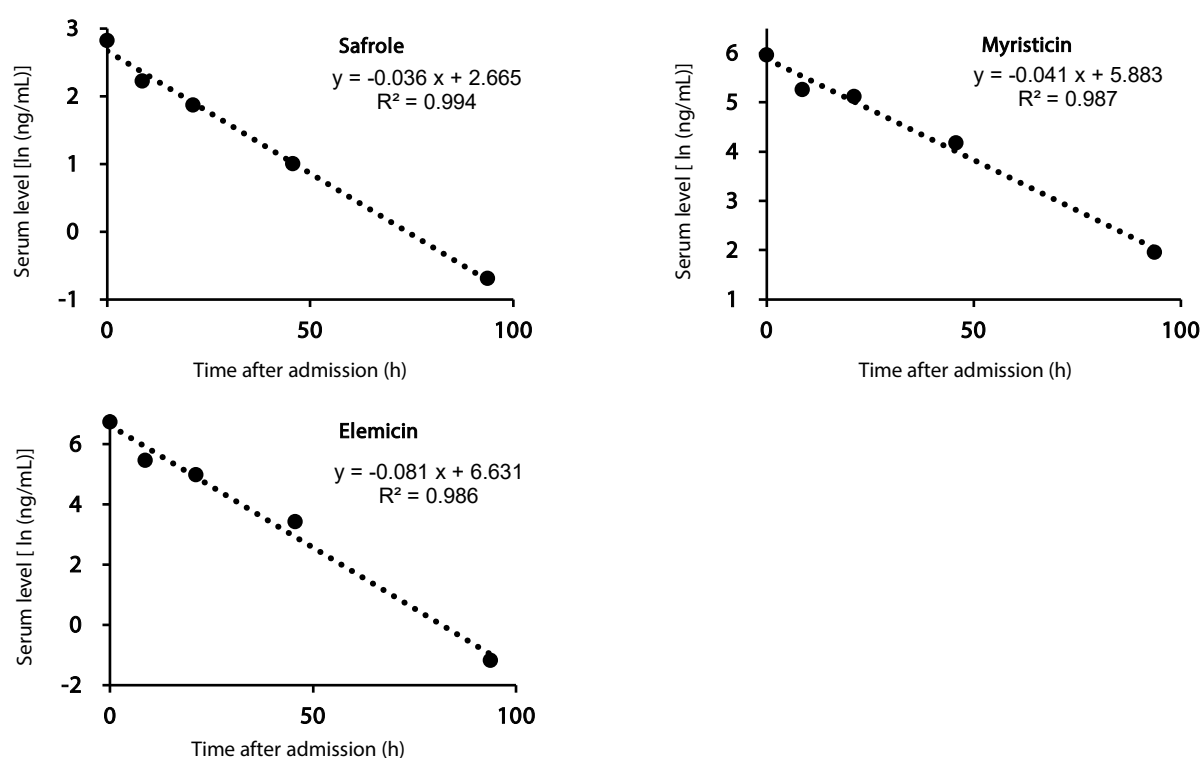 Safrole
y = -0.036 x + 2.665
R² = 0.994
Serum level [ln (ng/mL)]
3
2
1
0
-1
0 50 100
Time after admission (h)
Myristicin
y = -0.041 x + 5.883
R² = 0.987
Serum level [ ln (ng/mL)]
6
5
4
3
2
1
0 50 100
Time after admission (h)
Elemicin
y = -0.081 x + 6.631
R² = 0.986
Serum level [ ln (ng/mL)]
6
4
2
0
-2
0 50 100
Time after admission (h)